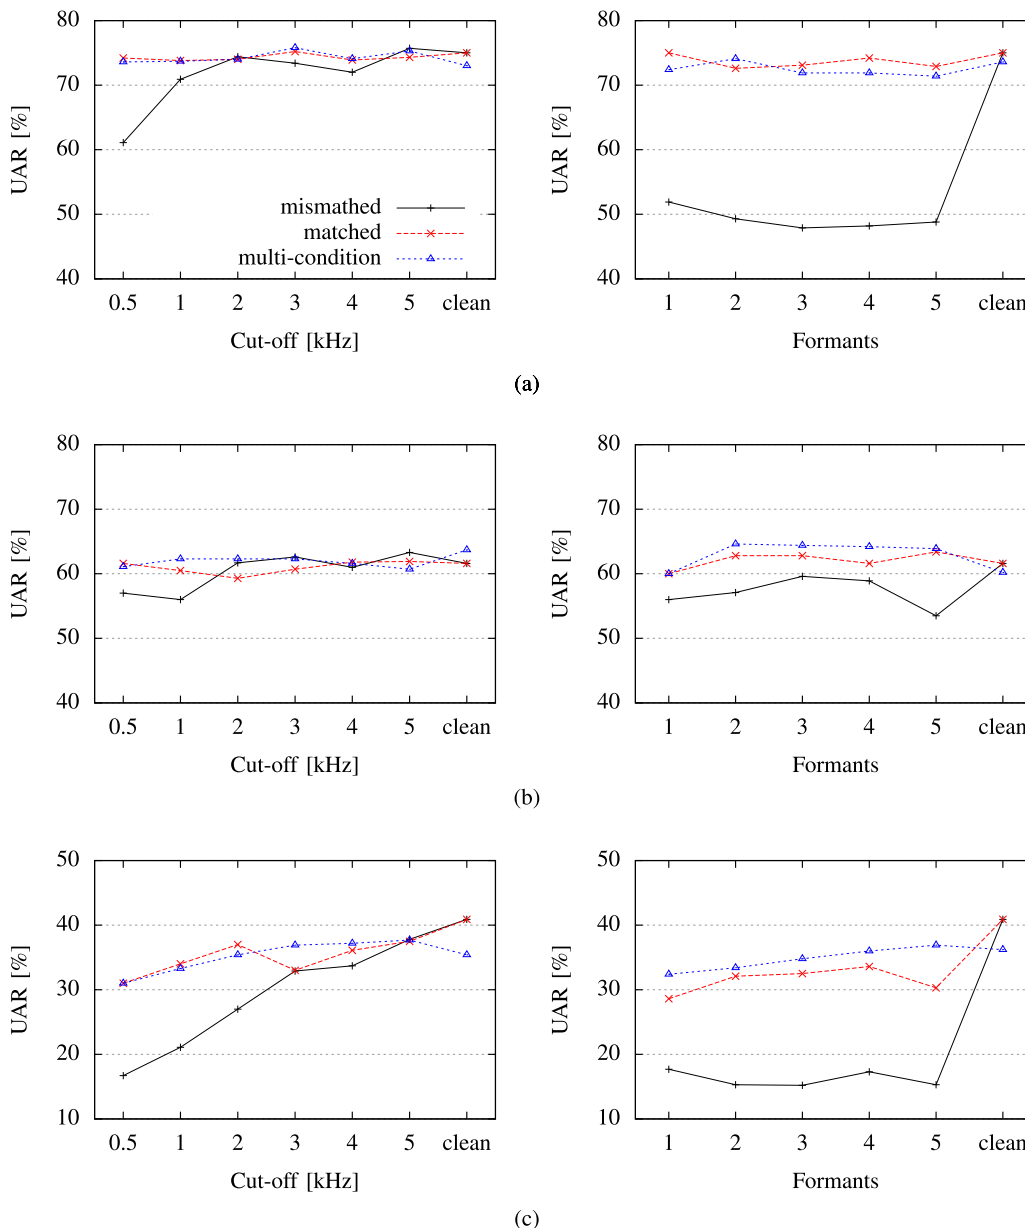 80
70
60
50
40
UAR [%]
mismathed
matched
multi-condition
0.5 1 2 3 4 5 clean
Cut-off [kHz]
80
70
60
50
40
UAR [%]
1 2 3 4 5 clean
Formants
(a)
80
70
60
50
40
UAR [%]
0.5 1 2 3 4 5 clean
Cut-off [kHz]
80
70
60
50
40
UAR [%]
1 2 3 4 5 clean
Formants
(b)
50
40
30
20
10
UAR [%]
0.5 1 2 3 4 5 clean
Cut-off [kHz]
50
40
30
20
10
UAR [%]
1 2 3 4 5 clean
Formants
(c)